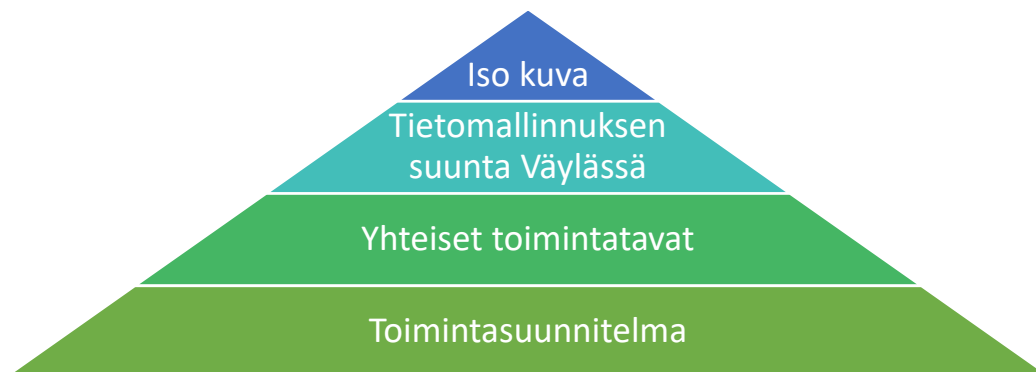 Iso kuva
Tietomallinnuksen
suunta Väylässä
Yhteiset toimintatavat
Toimintasuunnitelma